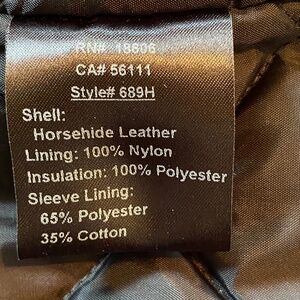 RN# 18606
CA# 56111
Style# 689H
Shell:
Horsehide Leather
Lining: 100% Nylon
Insulation: 100% Polyester
Sleeve Lining:
65% Polyester
35% Cotton